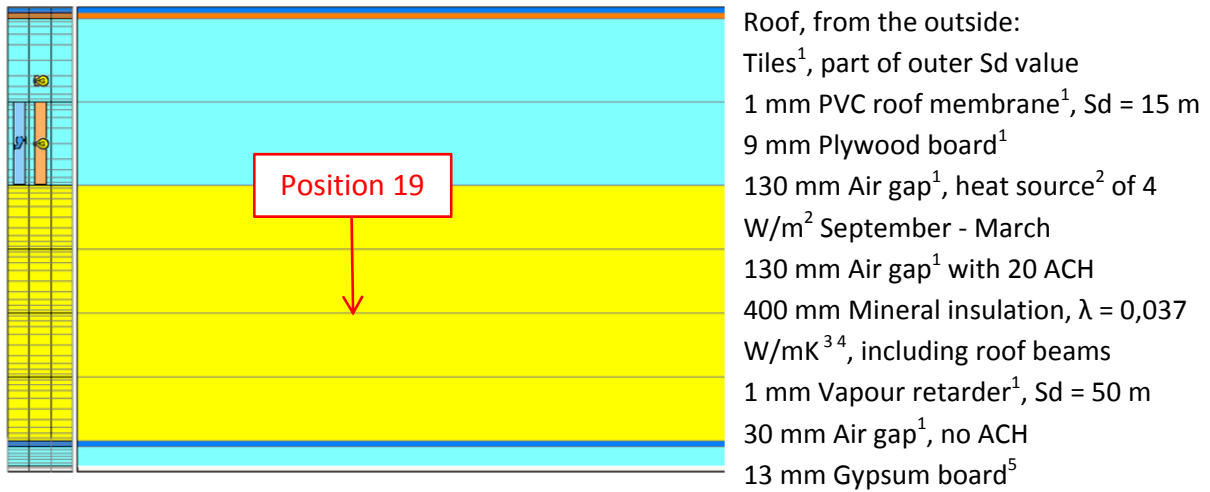 Position 19
Roof, from the outside:
Tiles¹, part of outer Sd value
1 mm PVC roof membrane¹, Sd = 15 m
9 mm Plywood board¹
130 mm Air gap¹, heat source² of 4
W/m² September - March
130 mm Air gap¹ with 20 ACH
400 mm Mineral insulation, λ = 0,037
W/mK ³ ⁴, including roof beams
1 mm Vapour retarder¹, Sd = 50 m
30 mm Air gap¹, no ACH
13 mm Gypsum board⁵